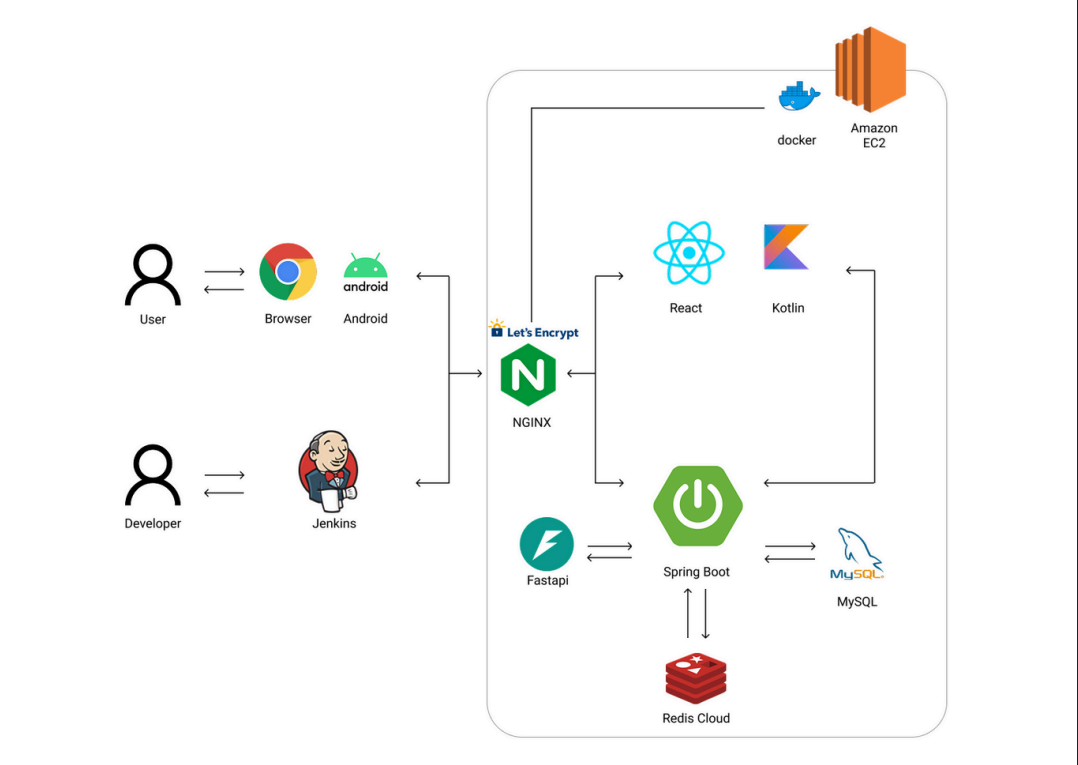 docker
Amazon
EC2
android
User
Browser
Android
React
Kotlin
Let's Encrypt
NGINX
Developer
Jenkins
Fastapi
Spring Boot
MySQL
MySQL
Redis Cloud